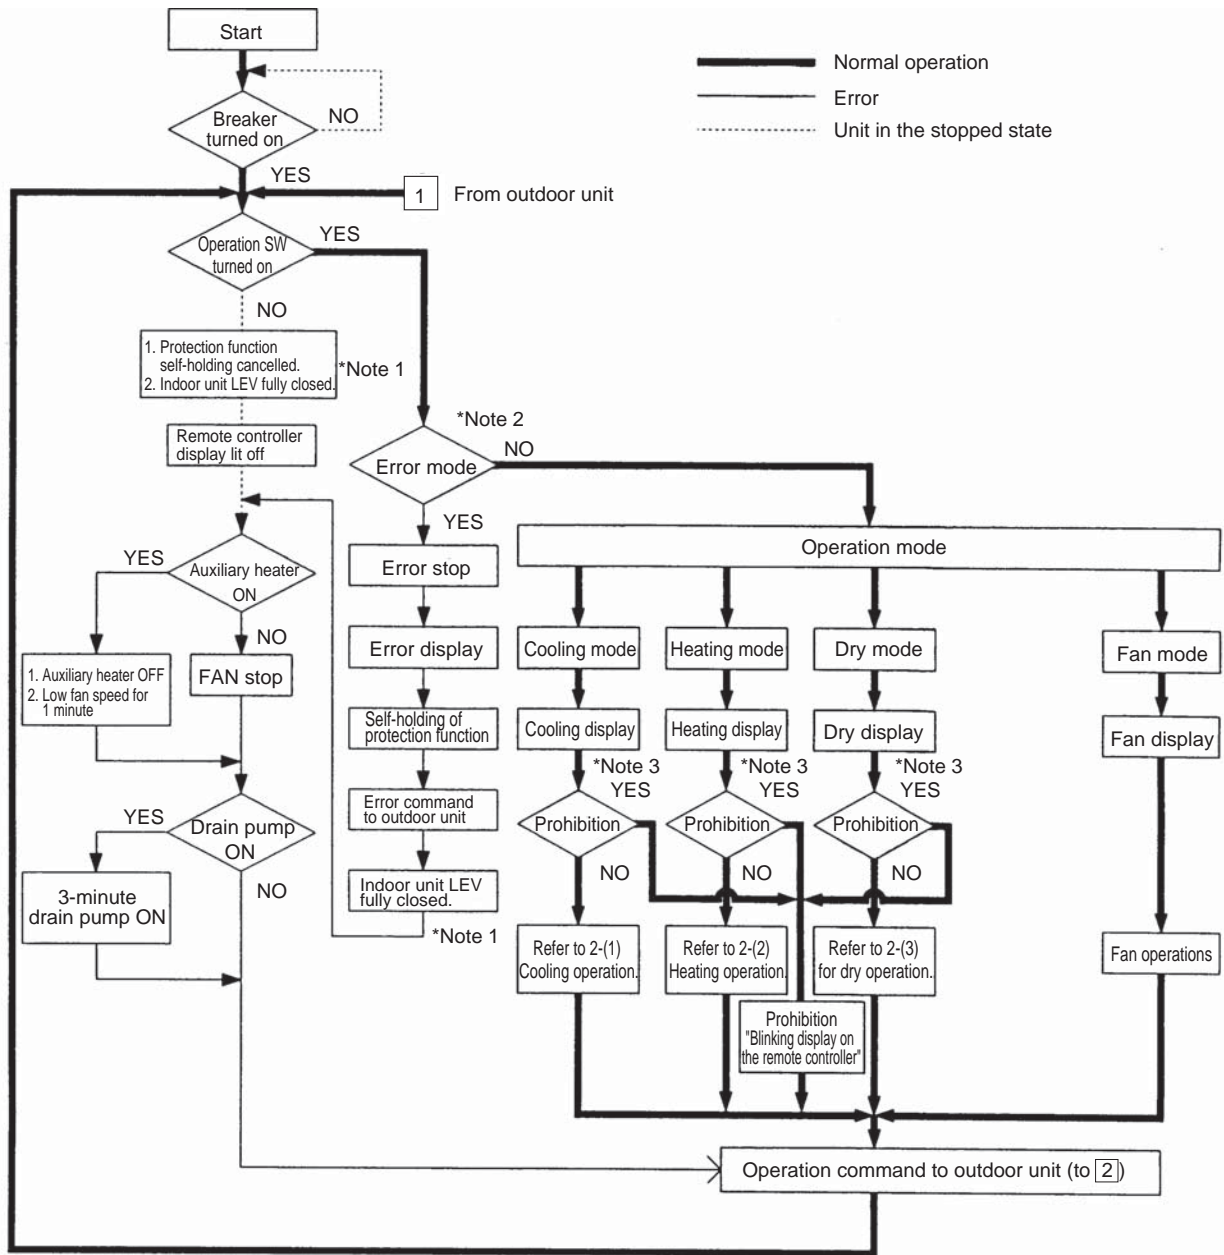 Start
Normal operation
Error
Unit in the stopped state
Breaker
turned on
NO
YES
1
From outdoor unit
Operation SW
turned on
YES
NO
1. Protection function
self-holding cancelled.
2. Indoor unit LEV fully closed.
*Note 1
Remote controller
display lit off
*Note 2
Error mode
NO
YES
Auxiliary heater
ON
YES
NO
1. Auxiliary heater OFF
2. Low fan speed for
1 minute
FAN stop
Drain pump
ON
YES
NO
3-minute
drain pump ON
Error stop
Error display
Self-holding of
protection function
Error command
to outdoor unit
Indoor unit LEV
fully closed.
*Note 1
Operation mode
Cooling mode
Heating mode
Dry mode
Fan mode
Cooling display
Heating display
Dry display
Fan display
*Note 3
YES
*Note 3
YES
*Note 3
YES
Prohibition
Prohibition
Prohibition
NO
NO
NO
Refer to 2-(1)
Cooling operation.
Refer to 2-(2)
Heating operation.
Refer to 2-(3)
for dry operation.
Fan operations
Prohibition
"Blinking display on
the remote controller"
Operation command to outdoor unit (to 2)